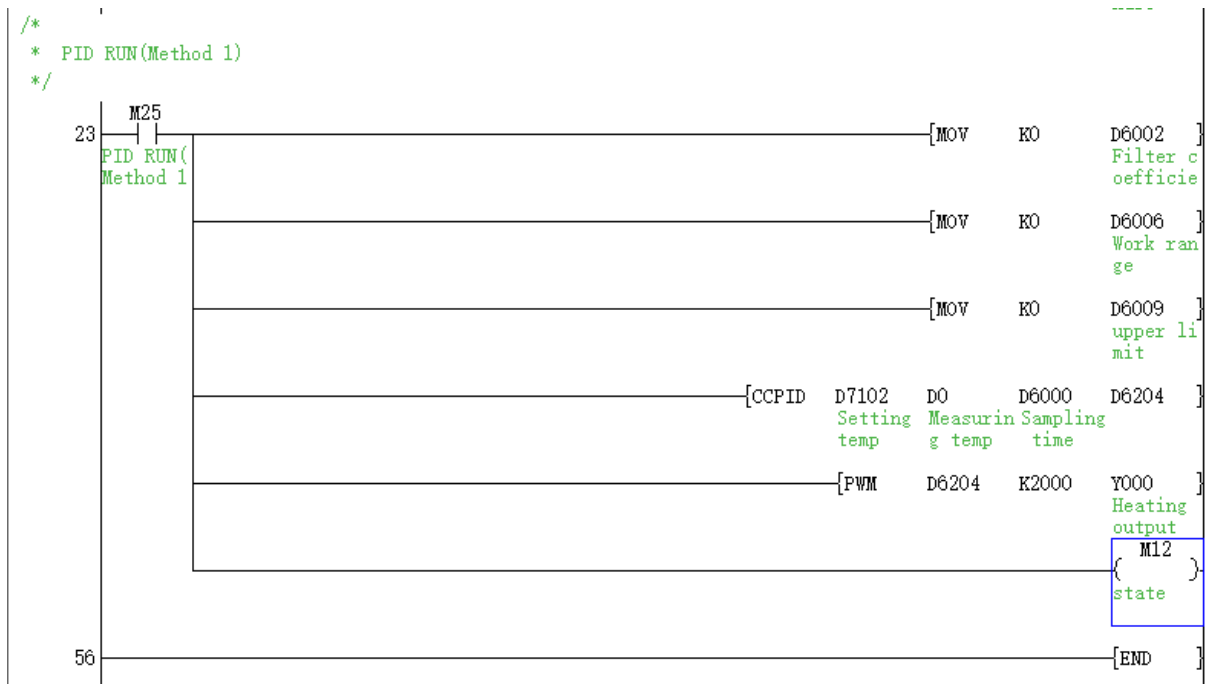 /*
* PID RUN(Method 1)
*/
M25
23 [MOV K0 D6002 ]
PID RUN( Filter c
Method 1 oefficie
[MOV K0 D6006 ]
Work ran
ge
[MOV K0 D6009 ]
upper li
mit
[CCPID D7102 D0 D6000 D6204 ]
Setting Measurin Sampling
temp g temp time
[PWM D6204 K2000 Y000 ]
Heating
output
M12
( )
state
56 [END ]